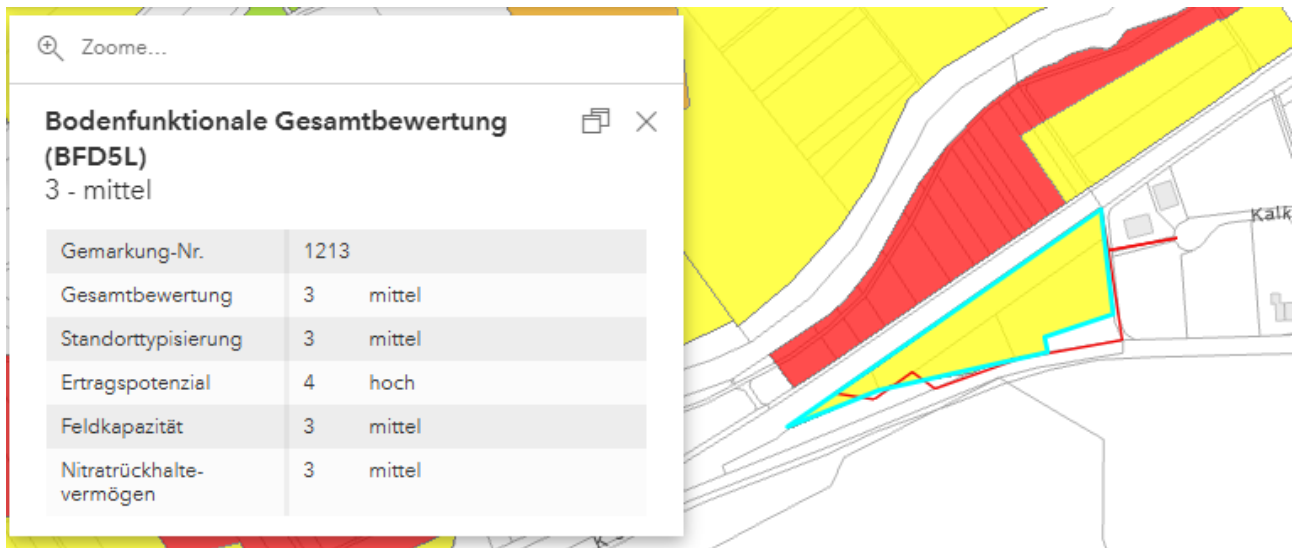 Zoome...
Bodenfunktionale Gesamtbewertung
(BFD5L)
3 - mittel
Gemarkung-Nr. 1213
Gesamtbewertung 3 mittel
Standorttypisierung 3 mittel
Ertragspotenzial 4 hoch
Feldkapazität 3 mittel
Nitratrückhalte-
vermögen 3 mittel
Kalk